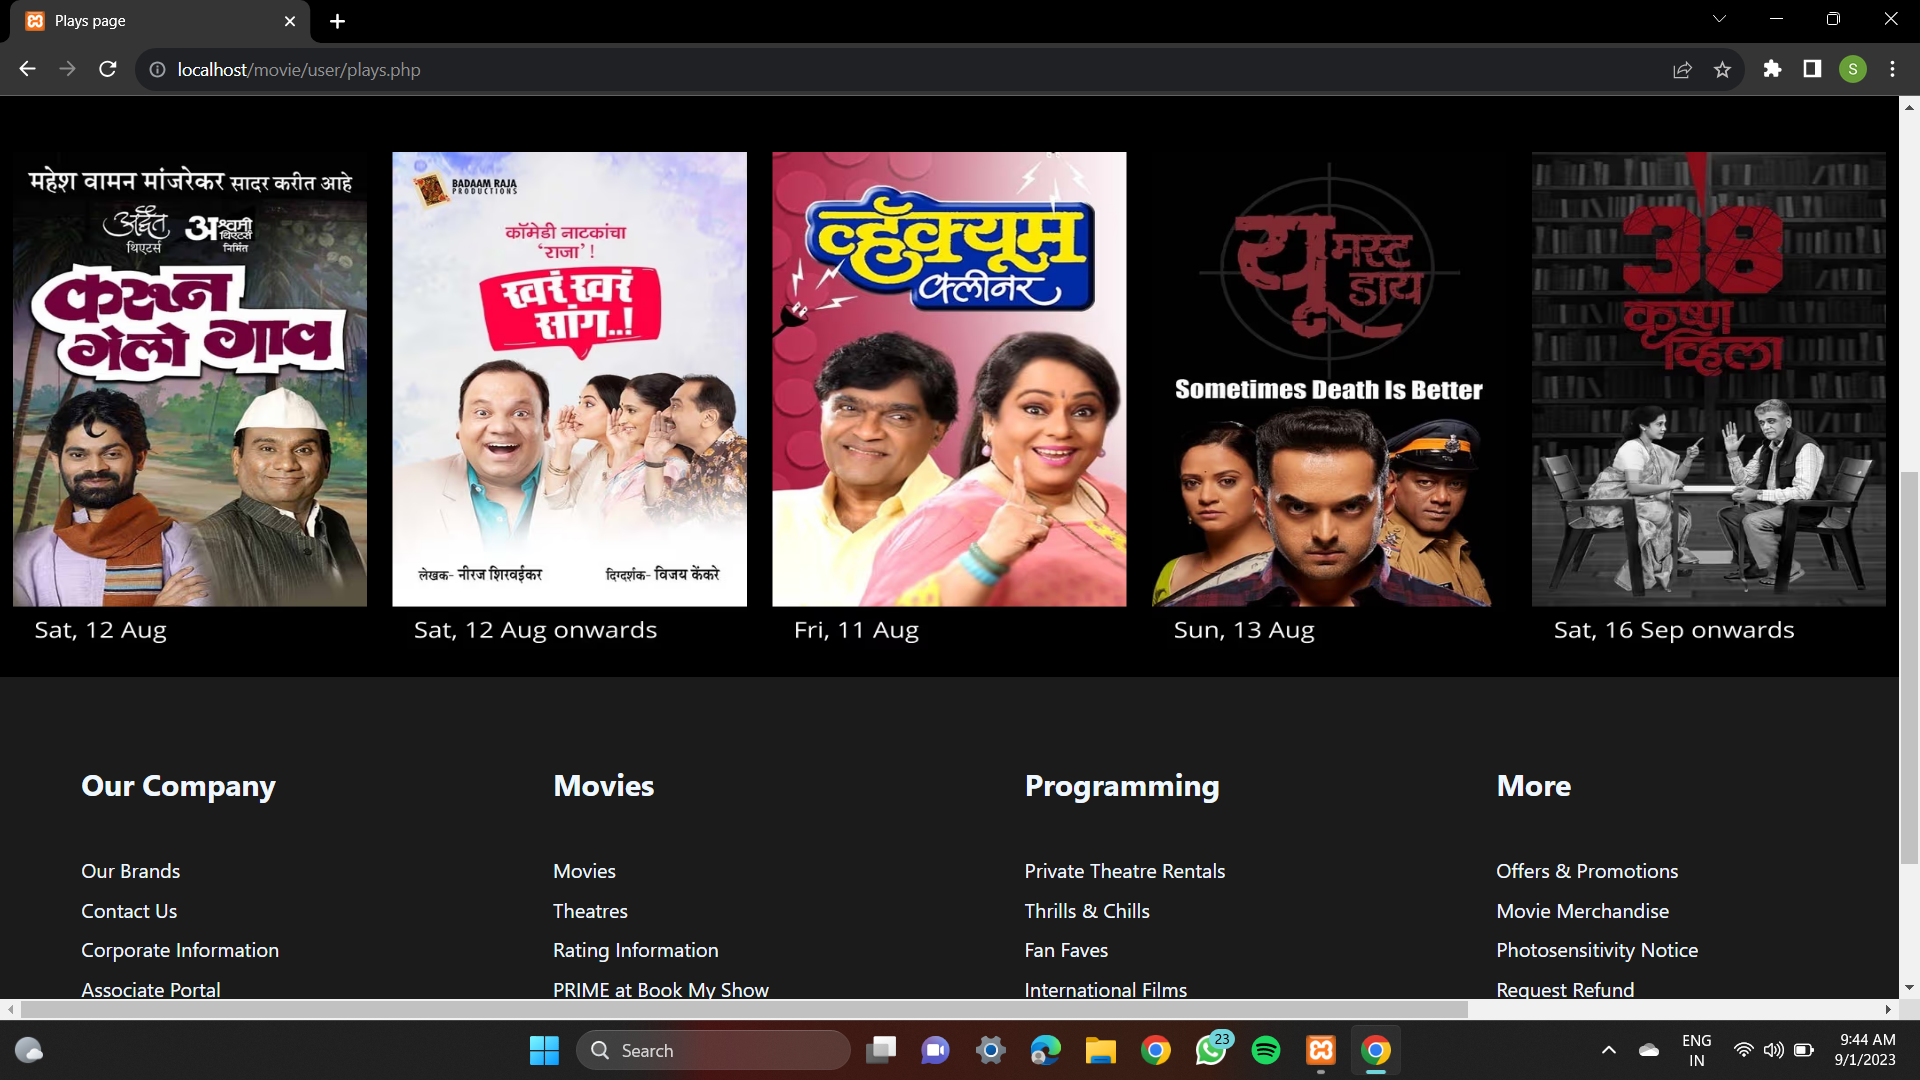 Plays page
localhost/movie/user/plays.php
S
महेश वामन मांजरेकर सादर करीत आहे
अद्वैत
थिएटर्स
अश्वमी
थिएटर्स
निर्मित
करून
गेलो गाव
Sat, 12 Aug
BADAAM RAJA
PRODUCTIONS
कॉमेडी नाटकांचा
‘राजा’ !
खरं खरं
सांग..!
लेखक- नीरज शिरवईकर
दिग्दर्शक- विजय केंकरे
Sat, 12 Aug onwards
व्हॅक्यूम
क्लीनर
Fri, 11 Aug
यू मस्ट
डाय
Sometimes Death Is Better
Sun, 13 Aug
38
कृष्ण
व्हिला
Sat, 16 Sep onwards
Our Company
Our Brands
Contact Us
Corporate Information
Associate Portal
Movies
Movies
Theatres
Rating Information
PRIME at Book My Show
Programming
Private Theatre Rentals
Thrills & Chills
Fan Faves
International Films
More
Offers & Promotions
Movie Merchandise
Photosensitivity Notice
Request Refund
Search
23
ENG
IN
9:44 AM
9/1/2023